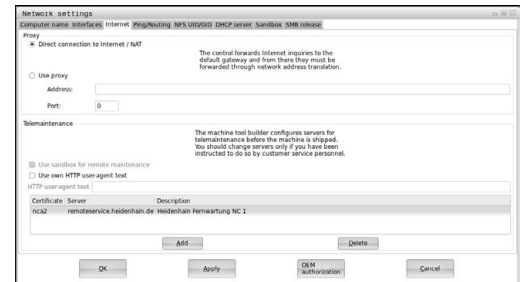 Network settings
Computer name Interfaces Internet Ping/Routing NFS UID/GID DHCP server Sandbox SMB release
Proxy
Direct connection to Internet / NAT
The control forwards Internet inquiries to the
default gateway and from there they must be
forwarded through network address translation.
Use proxy
Address:
Port: 0
Telemaintenance
The machine tool builder configures servers for
telemaintenance before the machine is shipped.
You should change servers only if you have been
instructed to do so by customer service personnel.
Use sandbox for remote maintenance
Use own HTTP user-agent text
HTTP user-agent text
Certificate Server Description
nca2 remoteservice.heidenhain.de Heidenhain Fernwartung NC 1
Add Delete
OK Apply OEM authorization Cancel